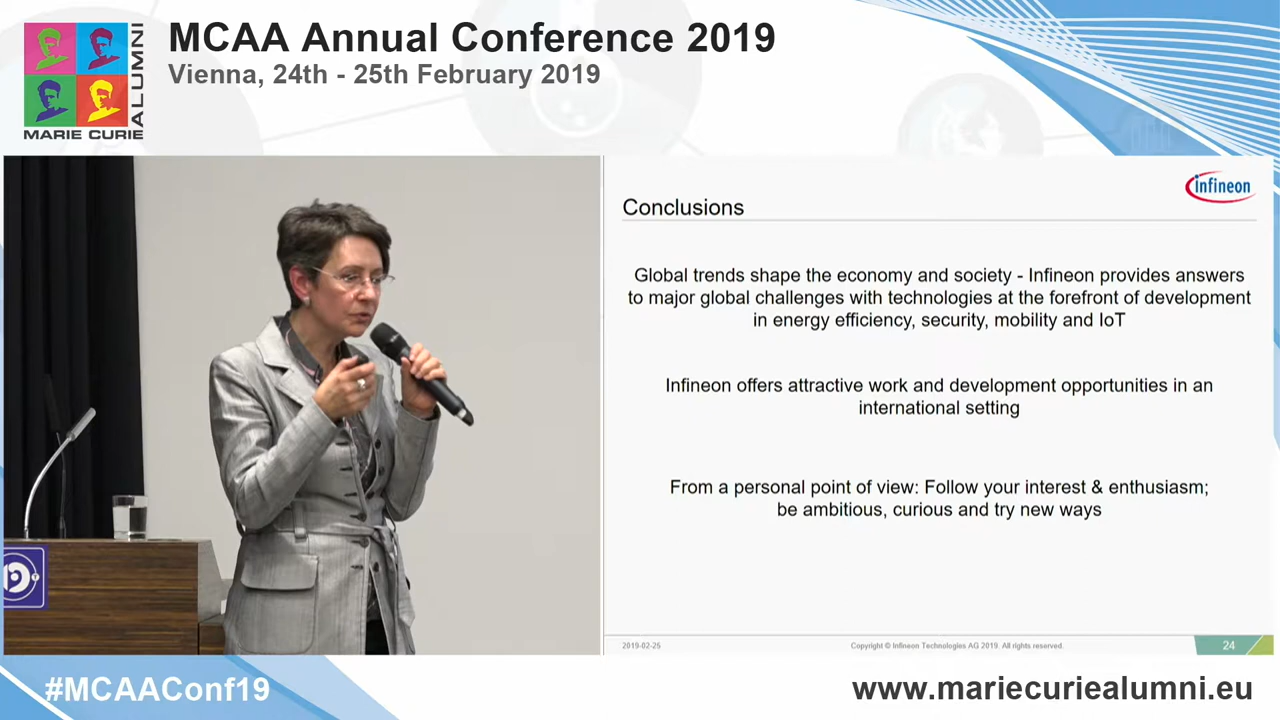 MCAA Annual Conference 2019
Vienna, 24th - 25th February 2019
MARIE CURIE
ALUMNI
infineon
Conclusions
Global trends shape the economy and society - Infineon provides answers
to major global challenges with technologies at the forefront of development
in energy efficiency, security, mobility and IoT
Infineon offers attractive work and development opportunities in an
international setting
From a personal point of view: Follow your interest & enthusiasm;
be ambitious, curious and try new ways
2019-02-25
Copyright © Infineon Technologies AG 2019. All rights reserved.
24
#MCAAConf19
www.mariecuriealumni.eu